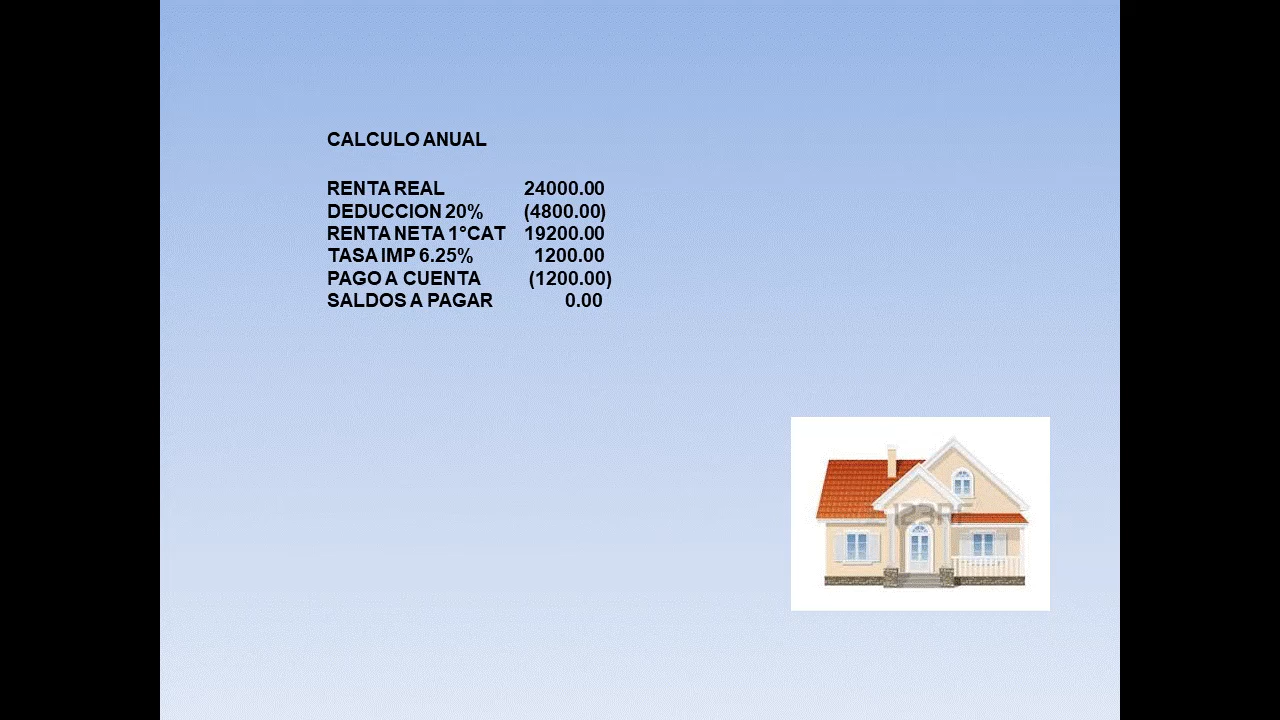 CALCULO ANUAL
RENTA REAL 24000.00
DEDUCCION 20% (4800.00)
RENTA NETA 1°CAT 19200.00
TASA IMP 6.25% 1200.00
PAGO A CUENTA (1200.00)
SALDOS A PAGAR 0.00
123RF